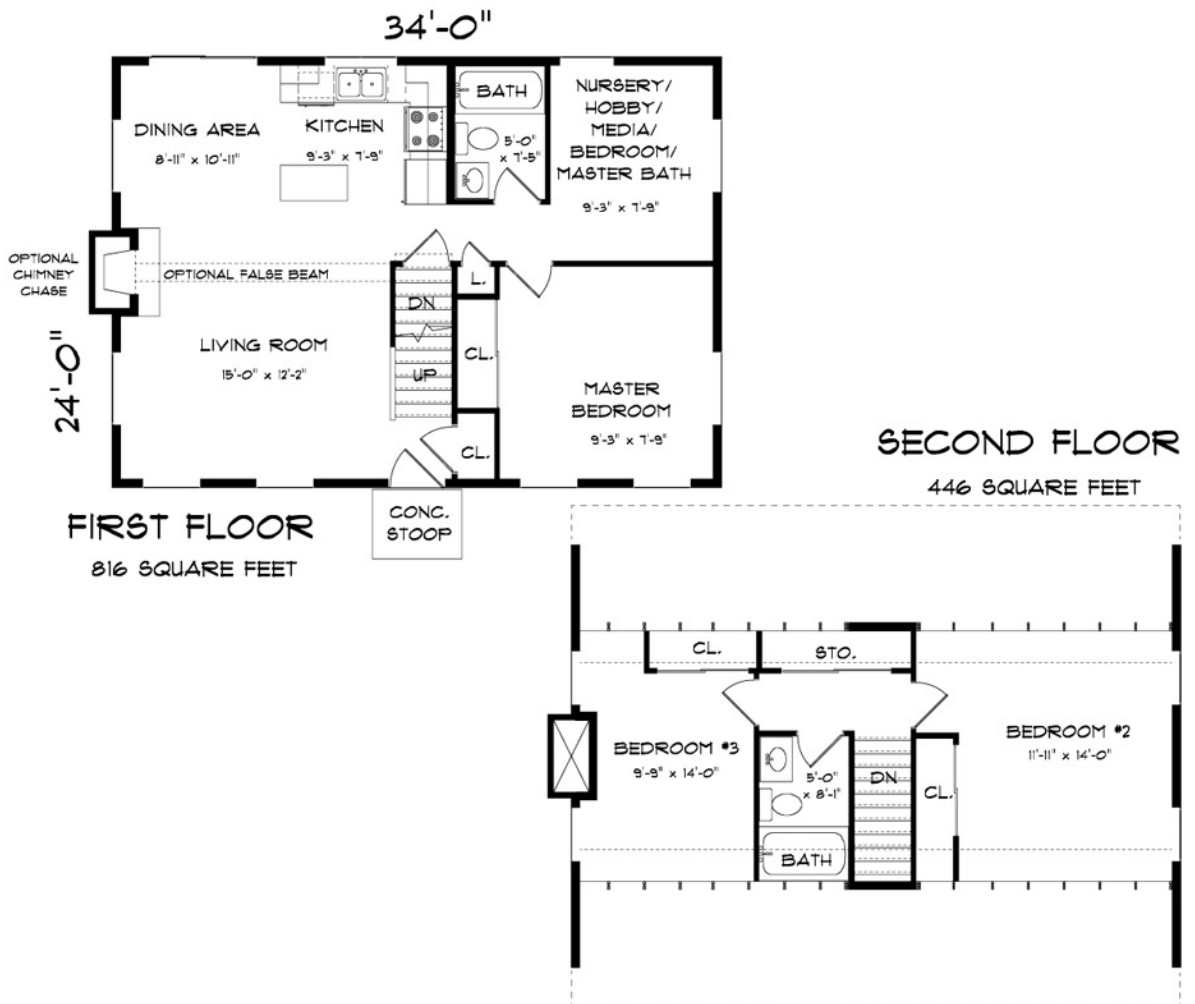 34'-0"
BATH
NURSERY/
HOBBY/
MEDIA/
BEDROOM/
MASTER BATH
9'-3" x 7'-9"
DINING AREA
8'-11" x 10'-11"
KITCHEN
9'-3" x 7'-9"
5'-0"
x 7'-5"
OPTIONAL
CHIMNEY
CHASE
OPTIONAL FALSE BEAM
L.
DN
UP
CL.
LIVING ROOM
15'-0" x 12'-2"
24'-0"
MASTER
BEDROOM
9'-3" x 7'-9"
CL.
CONC.
STOOP
FIRST FLOOR
816 SQUARE FEET
SECOND FLOOR
446 SQUARE FEET
CL.
STO.
BEDROOM #3
9'-9" x 14'-0"
5'-0"
x 8'-1"
BATH
DN
CL.
BEDROOM #2
11'-11" x 14'-0"